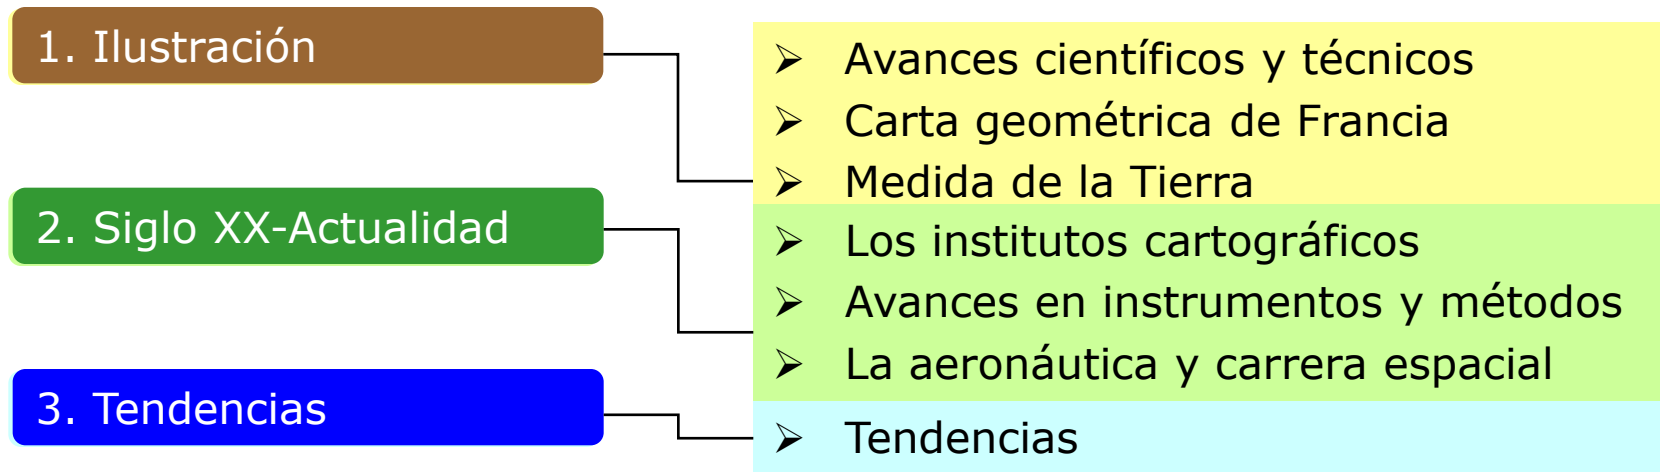 1. Ilustración
➢ Avances científicos y técnicos
➢ Carta geométrica de Francia
➢ Medida de la Tierra
2. Siglo XX-Actualidad
➢ Los institutos cartográficos
➢ Avances en instrumentos y métodos
➢ La aeronáutica y carrera espacial
3. Tendencias
➢ Tendencias